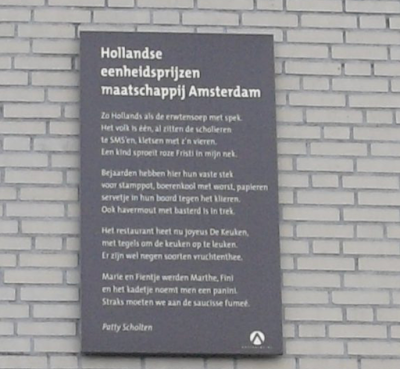 Hollandse
eenheidsprijzen
maatschappij Amsterdam
Zo Hollands als de erwtensoep met spek.
Het volk is één, al zitten de scholieren
te SMS'en, kletsen met z'n vieren.
Een kind sproeit roze Fristi in mijn nek.
Bejaarden hebben hier hun vaste stek
voor stamppot, boerenkool met worst, papieren
servetje in hun boord tegen het klieren.
Ook havermout met basterd is in trek.
Het restaurant heet nu joyeus De Keuken,
met tegels om de keuken op te leuken.
Er zijn wel negen soorten vruchtenthee.
Marie en Fientje werden Marthe, Fini
en het kadetje noemt men een panini.
Straks moeten we aan de saucisse fumeé.
Patty Scholten